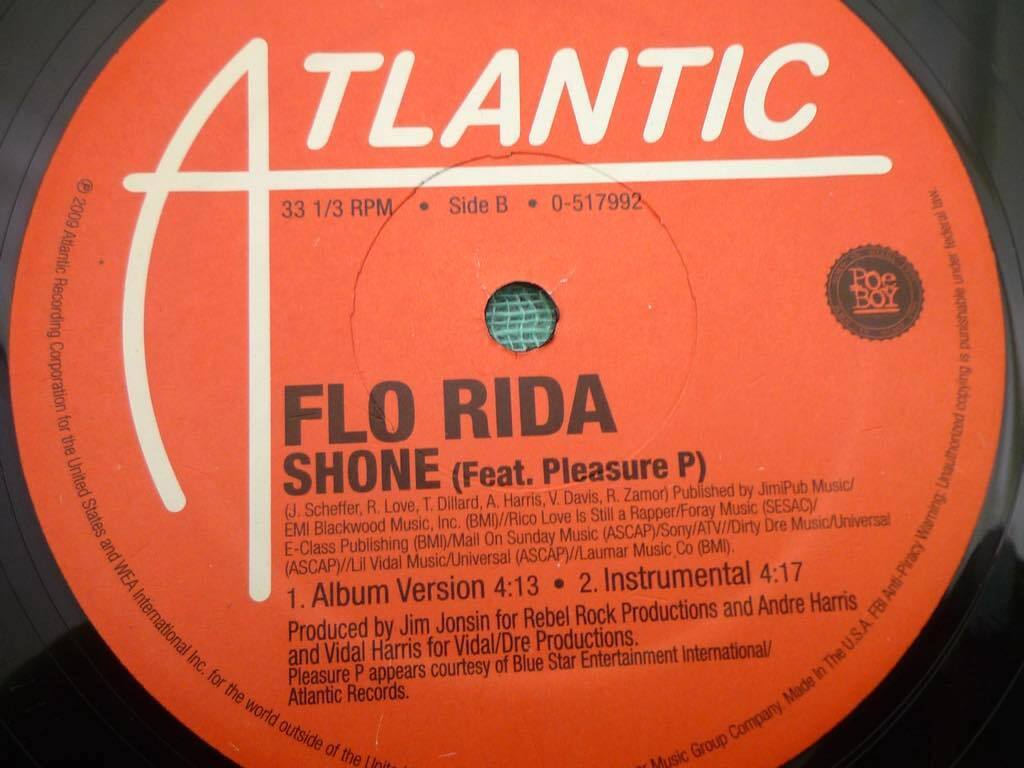 ATLANTIC
33 1/3 RPM • Side B • 0-517992
POE
BOY
FLO RIDA
SHONE (Feat. Pleasure P)
(J. Scheffer, R. Love, T. Dillard, A. Harris, V. Davis, R. Zamor) Published by JimiPub Music/
EMI Blackwood Music, Inc. (BMI)//Rico Love Is Still a Rapper/Foray Music (SESAC)/
E-Class Publishing (BMI)/Mail On Sunday Music (ASCAP)/Sony/ATV//Dirty Dre Music/Universal
(ASCAP)//Lil Vidal Music/Universal (ASCAP)//Laumar Music Co (BMI).
1. Album Version 4:13 • 2. Instrumental 4:17
Produced by Jim Jonsin for Rebel Rock Productions and Andre Harris
and Vidal Harris for Vidal/Dre Productions.
Pleasure P appears courtesy of Blue Star Entertainment International/
Atlantic Records.
℗ 2009 Atlantic Recording Corporation for the United States and WEA International Inc. for the world outside of the
Music Group Company. Made In The U.S.A. FBI Anti-Piracy Warning: Unauthorized copying is punishable under federal law.